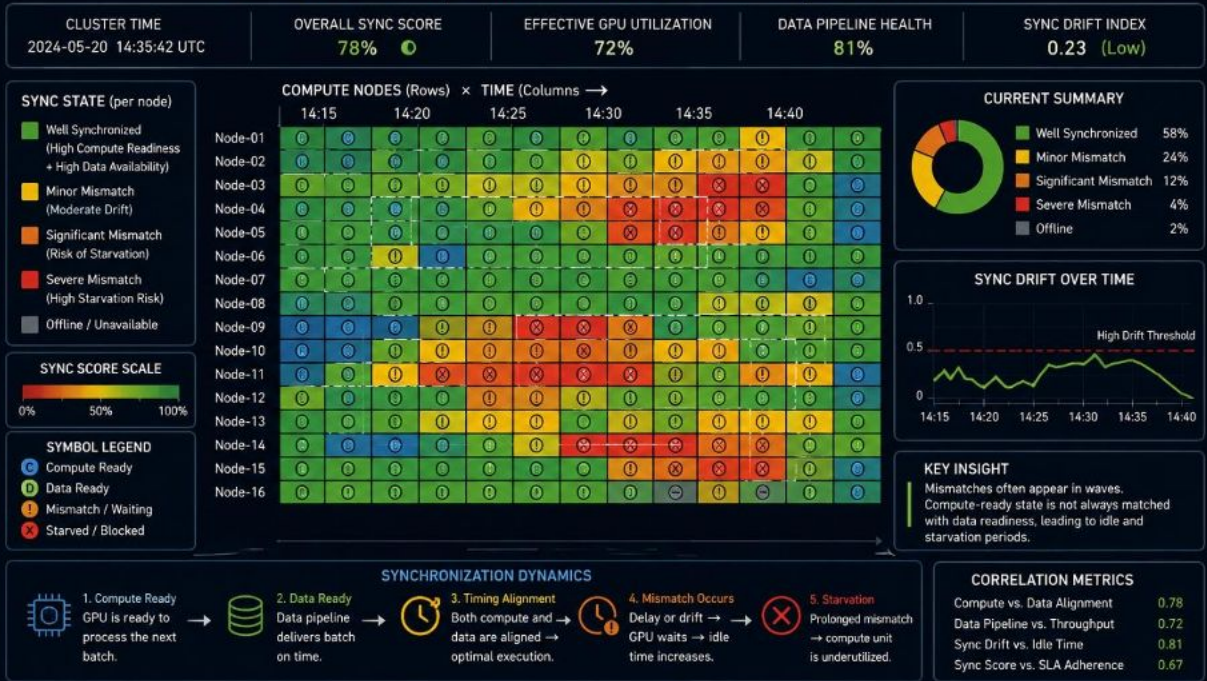 CLUSTER TIME
2024-05-20 14:35:42 UTC
OVERALL SYNC SCORE
78%
EFFECTIVE GPU UTILIZATION
72%
DATA PIPELINE HEALTH
81%
SYNC DRIFT INDEX
0.23 (Low)
SYNC STATE (per node)
Well Synchronized
(High Compute Readiness
+ High Data Availability)
Minor Mismatch
(Moderate Drift)
Significant Mismatch
(Risk of Starvation)
Severe Mismatch
(High Starvation Risk)
Offline / Unavailable
SYNC SCORE SCALE
0% 50% 100%
SYMBOL LEGEND
C Compute Ready
D Data Ready
! Mismatch / Waiting
X Starved / Blocked
COMPUTE NODES (Rows) × TIME (Columns →
14:15 14:20 14:25 14:30 14:35 14:40
Node-01
Node-02
Node-03
Node-04
Node-05
Node-06
Node-07
Node-08
Node-09
Node-10
Node-11
Node-12
Node-13
Node-14
Node-15
Node-16
CURRENT SUMMARY
Well Synchronized 58%
Minor Mismatch 24%
Significant Mismatch 12%
Severe Mismatch 4%
Offline 2%
SYNC DRIFT OVER TIME
1.0
High Drift Threshold
0.5
0
14:15 14:20 14:25 14:30 14:35 14:40
KEY INSIGHT
Mismatches often appear in waves.
Compute-ready state is not always matched
with data readiness, leading to idle and
starvation periods.
SYNCHRONIZATION DYNAMICS
1. Compute Ready
GPU is ready to
process the next
batch.
→
2. Data Ready
Data pipeline
delivers batch
on time.
→
3. Timing Alignment
Both compute and
data are aligned →
optimal execution.
→
4. Mismatch Occurs
Delay or drift →
GPU waits → idle
time increases.
→
5. Starvation
Prolonged mismatch
→ compute unit
is underutilized.
CORRELATION METRICS
Compute vs. Data Alignment 0.78
Data Pipeline vs. Throughput 0.72
Sync Drift vs. Idle Time 0.81
Sync Score vs. SLA Adherence 0.67